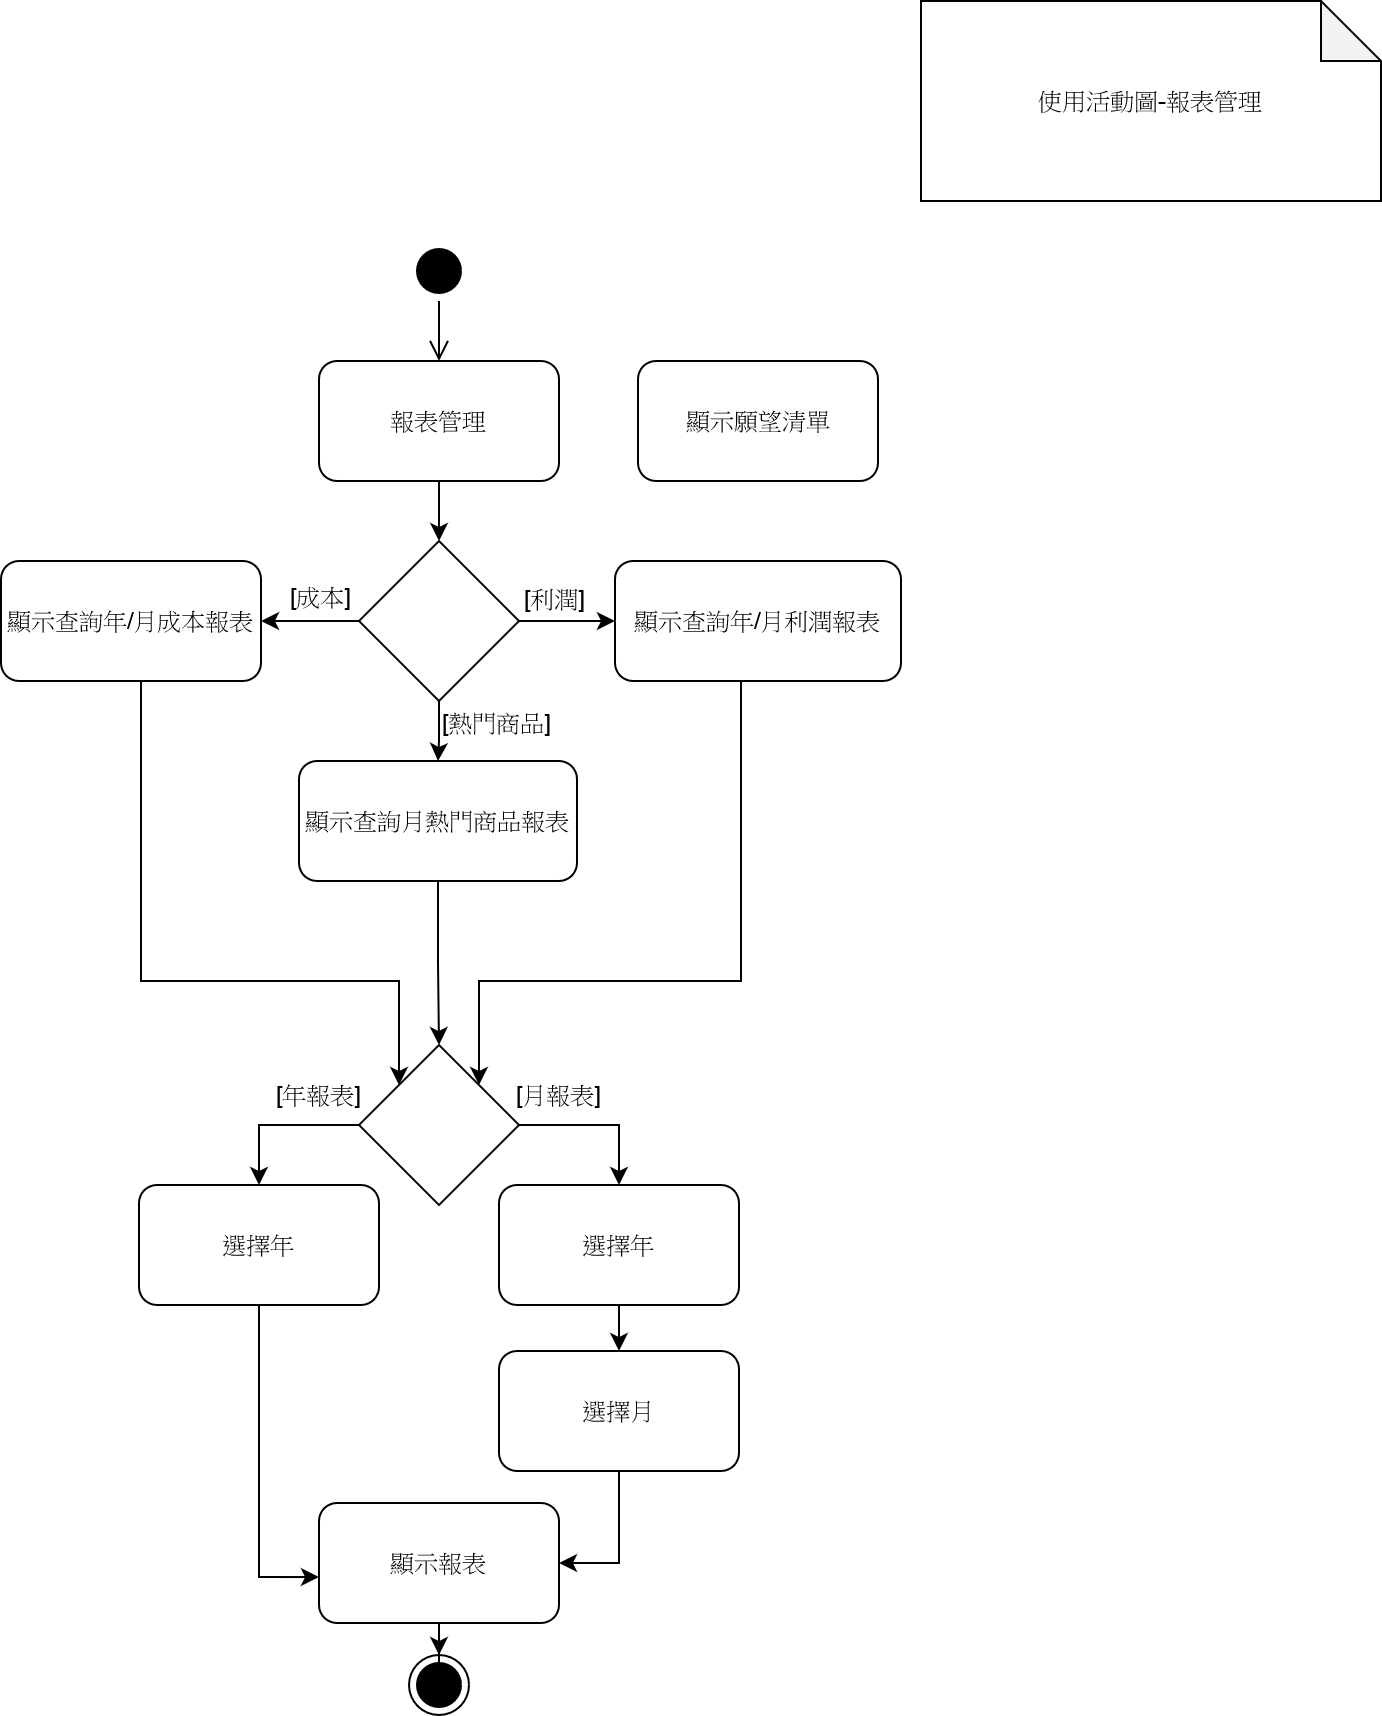 使用活動圖-報表管理
報表管理
顯示願望清單
[成本]
[利潤]
顯示查詢年/月成本報表
顯示查詢年/月利潤報表
[熱門商品]
顯示查詢月熱門商品報表
[年報表]
[月報表]
選擇年
選擇年
選擇月
顯示報表